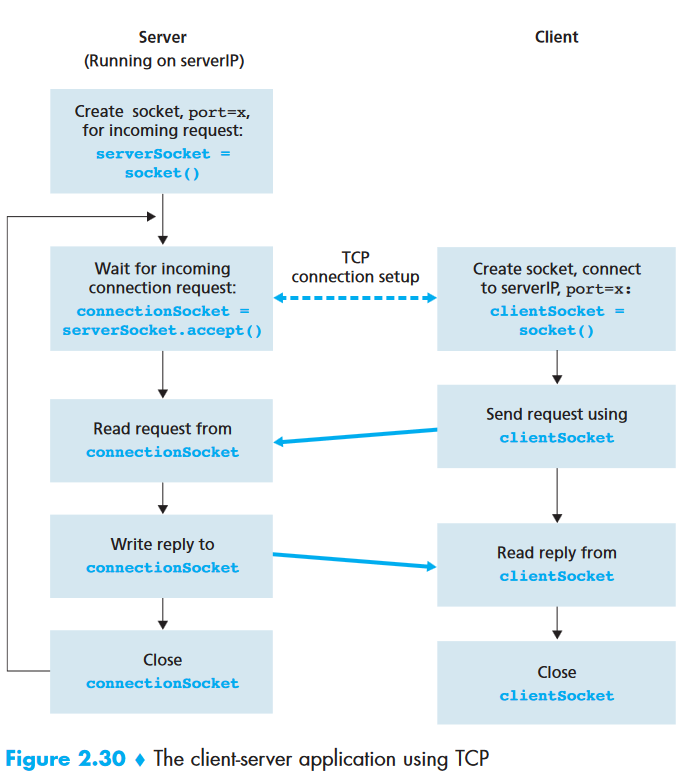 Server
(Running on serverIP)
Client
Create socket, port=x,
for incoming request:
serverSocket =
socket()
Wait for incoming
connection request:
connectionSocket =
serverSocket.accept()
TCP
connection setup
Create socket, connect
to serverIP, port=x:
clientSocket =
socket()
Read request from
connectionSocket
Send request using
clientSocket
Write reply to
connectionSocket
Read reply from
clientSocket
Close
connectionSocket
Close
clientSocket
Figure 2.30 ♦ The client-server application using TCP